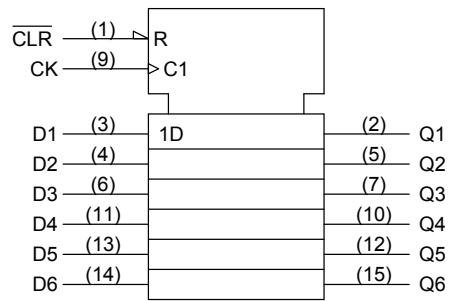 C̅L̅R̅ (1) R
CK (9) C1
D1 (3) 1D (2) Q1
D2 (4) (5) Q2
D3 (6) (7) Q3
D4 (11) (10) Q4
D5 (13) (12) Q5
D6 (14) (15) Q6